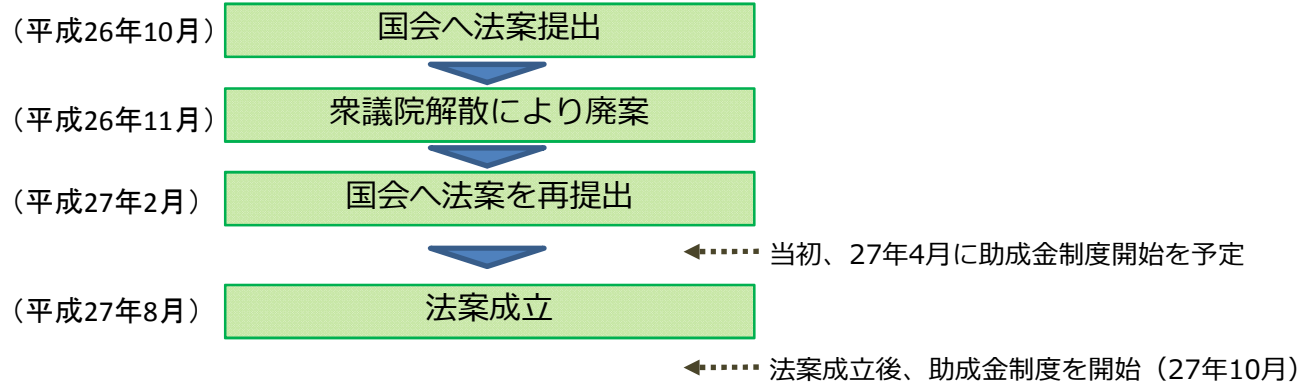 （平成26年10月） 国会へ法案提出
（平成26年11月） 衆議院解散により廃案
（平成27年2月） 国会へ法案を再提出
当初、27年4月に助成金制度開始を予定
（平成27年8月） 法案成立
法案成立後、助成金制度を開始（27年10月）